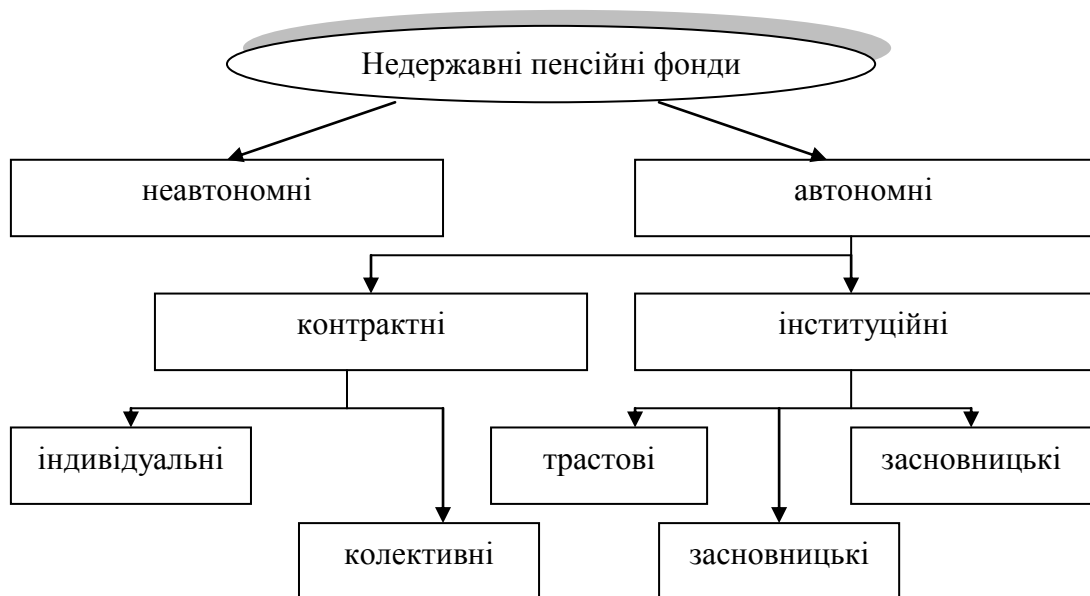 Недержавні пенсійні фонди
неавтономні
автономні
контрактні
інституційні
індивідуальні
трастові
засновницькі
колективні
засновницькі